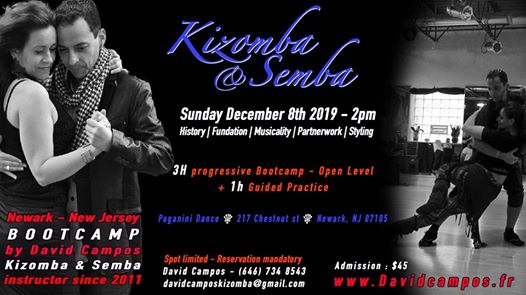 Kizomba
& Semba
Sunday December 8th 2019 - 2pm
History | Fundation | Musicality | Partnerwork | Styling
3H progressive Bootcamp - Open Level
+ 1h Guided Practice
Paganini Dance 217 Chestnut st Newark, NJ 07105
Newark - New Jersey
BOOTCAMP
by David Campos
Kizomba & Semba
instructor since 2011
Spot limited - Reservation mandatory
David Campos - (646) 734 8543
davidcamposkizomba@gmail.com
Admission : $45
www.Davidcampos.fr